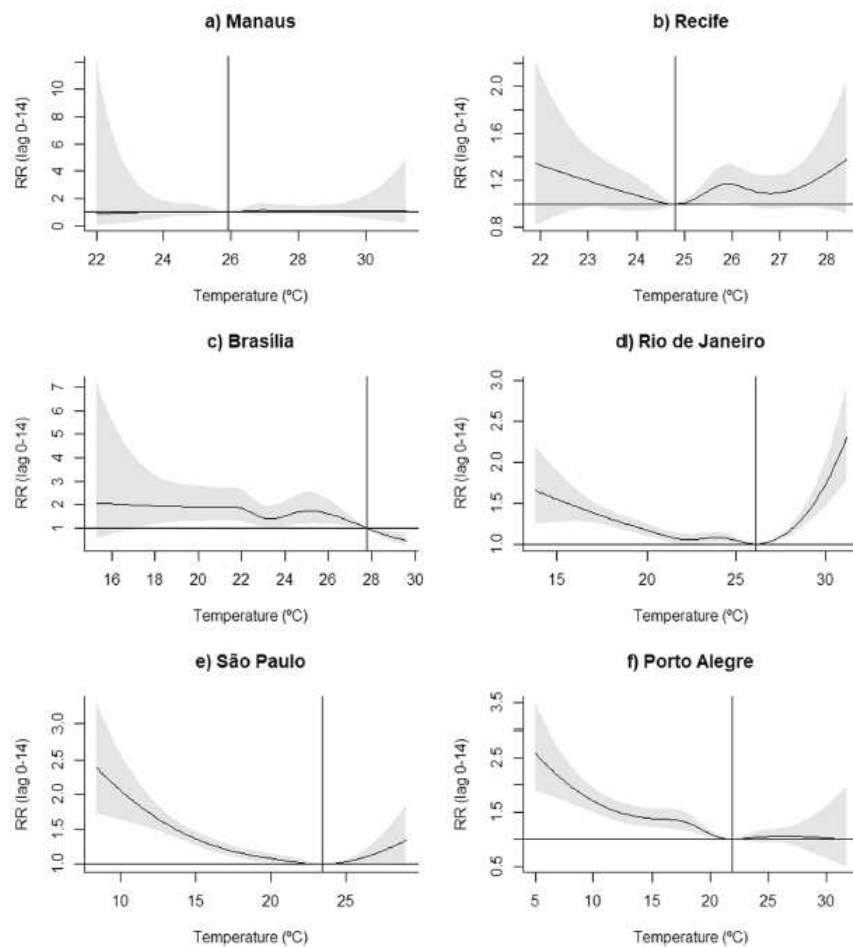 a) Manaus
RR (lag 0-14)
0 2 4 6 8 10
22 24 26 28 30
Temperature (ºC)
b) Recife
RR (lag 0-14)
0.8 1.2 1.6 2.0
22 23 24 25 26 27 28
Temperature (ºC)
c) Brasília
RR (lag 0-14)
1 2 3 4 5 6 7
16 18 20 22 24 26 28 30
Temperature (ºC)
d) Rio de Janeiro
RR (lag 0-14)
1.0 1.5 2.0 2.5 3.0
15 20 25 30
Temperature (ºC)
e) São Paulo
RR (lag 0-14)
1.0 1.5 2.0 2.5 3.0
10 15 20 25
Temperature (ºC)
f) Porto Alegre
RR (lag 0-14)
0.5 1.5 2.5 3.5
5 10 15 20 25 30
Temperature (ºC)